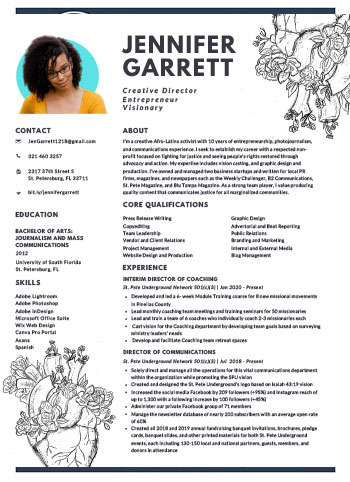 JENNIFER
GARRETT
Creative Director
Entrepreneur
Visionary
CONTACT
JenGarrett1218@gmail.com
321 460 3257
2317 37th Street S
St. Petersburg, FL 33711
bit.ly/jennifergarrett
EDUCATION
BACHELOR OF ARTS:
JOURNALISM AND MASS
COMMUNICATIONS
2012
University of South Florida
St. Petersburg, FL
SKILLS
Adobe Lightroom
Adobe Photoshop
Adobe InDesign
Microsoft Office Suite
Wix Web Design
Canva Pro Portal
Asana
Spanish
ABOUT
I'm a creative Afro-Latina activist with 10 years of entrepreneurship, photojournalism,
and communications experience. I seek to establish my career with a respected non-
profit focused on fighting for justice and seeing people's rights restored through
advocacy and action. My expertise includes vision casting, and graphic design and
production. I've owned and managed two business startups and written for local PR
firms, magazines, and newspapers such as the Weekly Challenger, B2 Communications,
St. Pete Magazine, and Blu Tampa Magazine. As a strong team player, I value producing
quality content that communicates justice for all marginalized communities.
CORE QUALIFICATIONS
Press Release Writing
Copyediting
Team Leadership
Vendor and Client Relations
Project Management
Website Design and Production
Graphic Design
Advertorial and Beat Reporting
Public Relations
Branding and Marketing
Internal and External Media
Blog Management
EXPERIENCE
INTERIM DIRECTOR OF COACHING
St. Pete Underground Network 501(c)(3) | Jan 2020 - Present
• Developed and led a 6- week Module Training course for 8 new missional movements
in Pinellas County
• Lead monthly coaching team meetings and training seminars for 50 missionaries
• Lead and train a team of 6 coaches who individually coach 2-3 missionaries each
• Cast vision for the Coaching department by developing team goals based on surveying
ministry leaders' needs
• Develop and facilitate Coaching team retreat spaces
DIRECTOR OF COMMUNICATIONS
St. Pete Underground Network 501(c)(3) | Jul 2018 - Present
• Solely direct and manage all the operations for this vital communications department
within the organization while promoting the SPU vision
• Created and designed the St. Pete Underground's logo based on Isaiah 43:19 vision
• Increased the social media Facebook by 209 followers (+95%) and Instagram reach of
up to 1,300 with a following increase by 100 followers (+45%)
• Administer our private Facebook group of 71 members
• Manage the newsletter database of nearly 200 subscribers with an average open rate
of 60%
• Created all 2018 and 2019 annual fundraising banquet invitations, brochures, pledge
cards, banquet slides, and other printed materials for both St. Pete Underground
events, each including 130-150 local and national partners, guests, members, and
donors in attendance